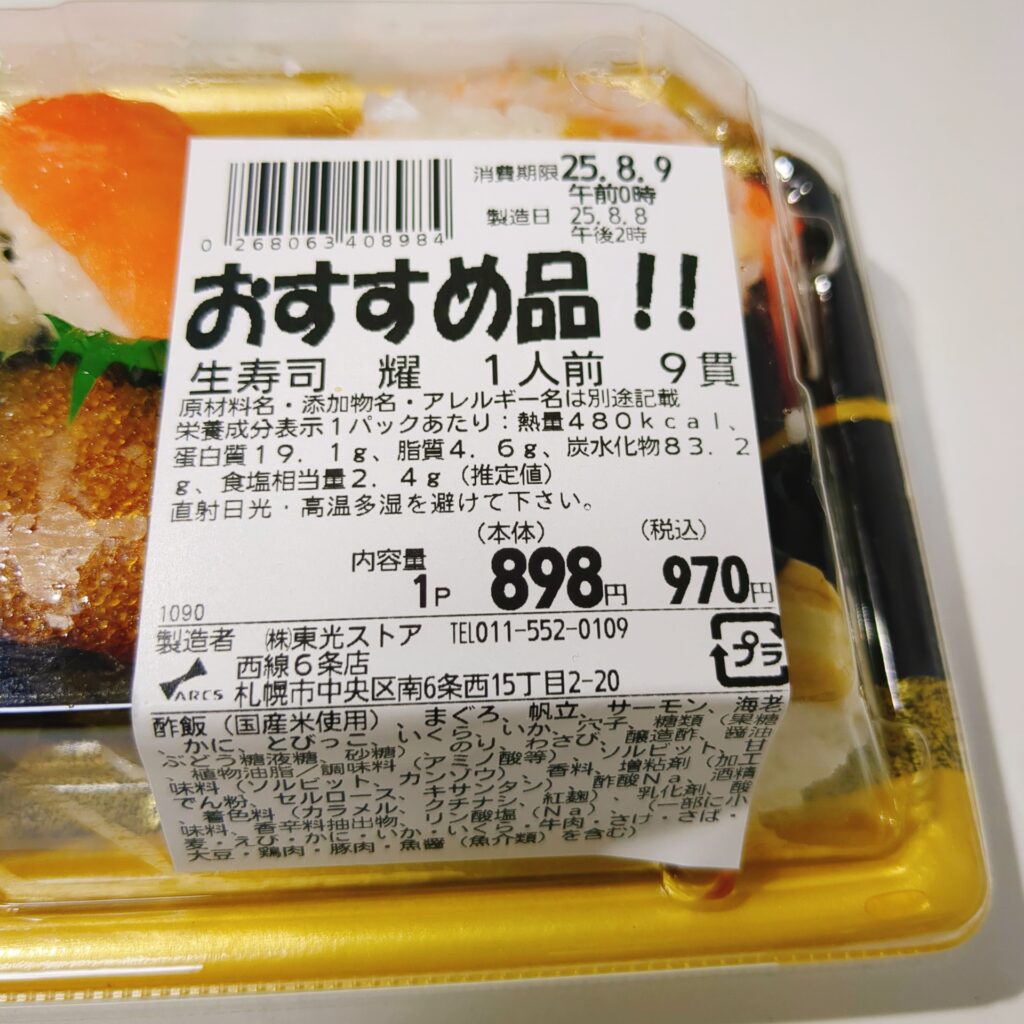 消費期限 25.8.9
午前0時
製造日 25.8.8
午後2時
0 268063 408984
おすすめ品!!
生寿司 耀 1人前 9貫
原材料名・添加物名・アレルギー名は別途記載
栄養成分表示1パックあたり:熱量480kcal、
蛋白質19.1g、脂質4.6g、炭水化物83.2
g、食塩相当量2.4g(推定値)
直射日光・高温多湿を避けて下さい。
(本体) (税込)
内容量
1P 898円 970円
1090
製造者 ㈱東光ストア TEL011-552-0109
西線6条店
ARCS 札幌市中央区南6条西15丁目2-20
プラ
酢飯(国産米使用)、まぐろ、帆立、サーモン、海老
、かに、とびっこ、いくら、いか、穴子、糖類(果糖
ぶどう糖液糖、砂糖)、のり、わさび、醸造酢、醤油
、植物油脂/調味料(アミノ酸等)、ソルビット、甘
味料(ソルビット、カンゾウ)、香料、増粘剤(加工
でん粉、セルロース、キサンタン)、酢酸Na、酒精
、着色料(カラメル、クチナシ、紅麹)、乳化剤、酸
味料、香辛料抽出物、リン酸塩(Na)、(一部に小
麦・えび・かに・いか・いくら・牛肉・さけ・さば・
大豆・鶏肉・豚肉・魚醤(魚介類)を含む)